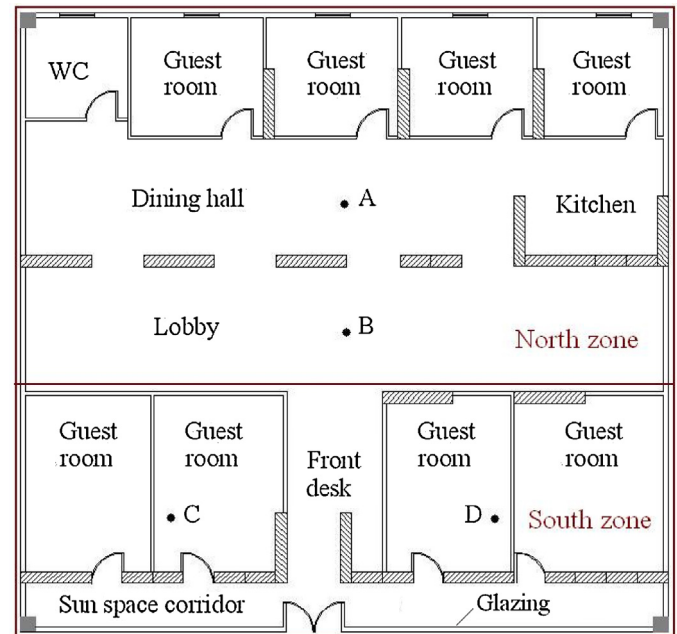 WC
Guest
room
Guest
room
Guest
room
Guest
room
Dining hall
A
Kitchen
Lobby
B
North zone
Guest
room
Guest
room
Front
desk
Guest
room
Guest
room
C
D
South zone
Sun space corridor
Glazing